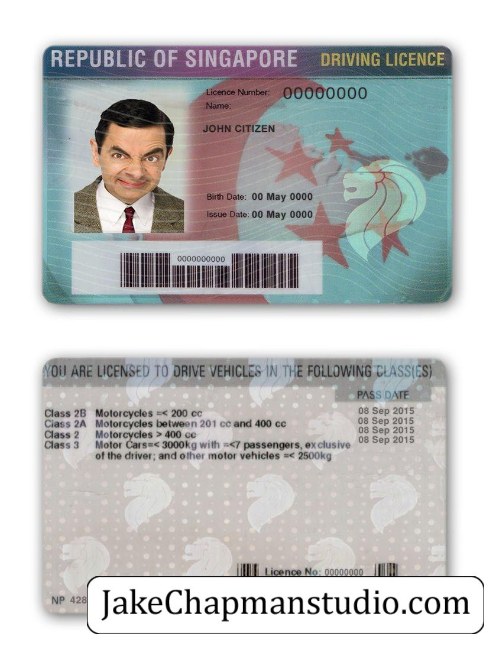 REPUBLIC OF SINGAPORE DRIVING LICENCE
Licence Number: 00000000
Name:
JOHN CITIZEN
Birth Date: 00 May 0000
Issue Date: 00 May 0000
0000000000
YOU ARE LICENSED TO DRIVE VEHICLES IN THE FOLLOWING CLASS(ES)
PASS DATE
Class 2B Motorcycles =< 200 cc 08 Sep 2015
Class 2A Motorcycles between 201 cc and 400 cc 08 Sep 2015
Class 2 Motorcycles > 400 cc 08 Sep 2015
Class 3 Motor Cars=< 3000kg with =<7 passengers, exclusive 08 Sep 2015
of the driver; and other motor vehicles =< 2500kg
Licence No: 00000000
NP 428
JakeChapmanstudio.com